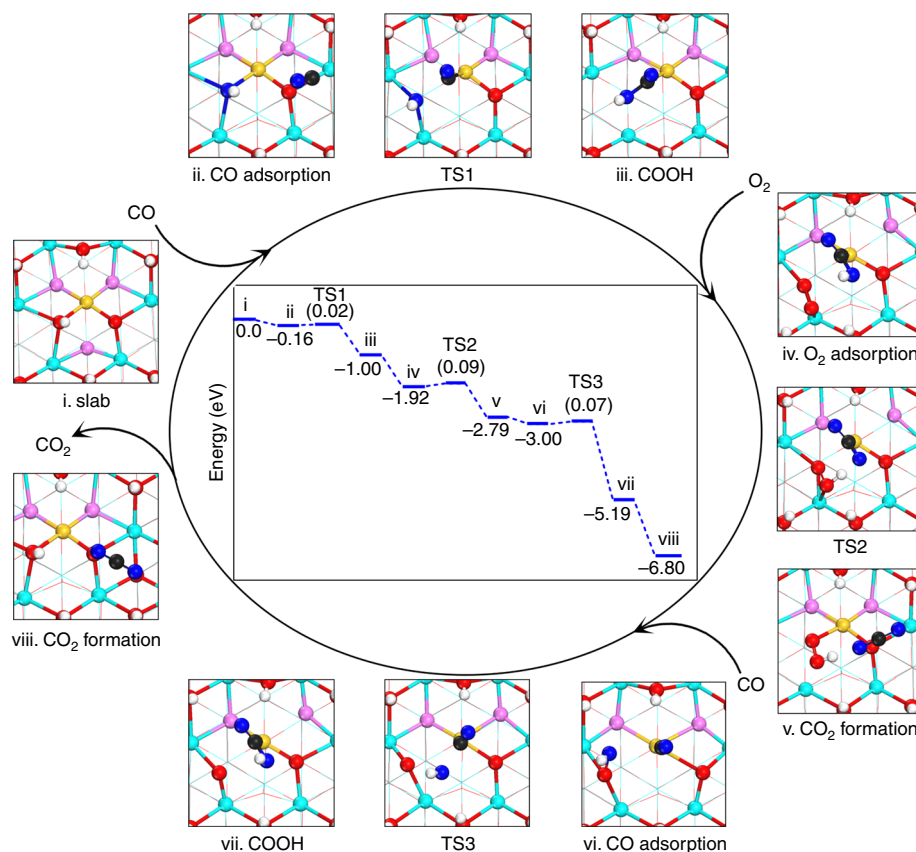 ii. CO adsorption
TS1
iii. COOH
CO
O2
i. slab
iv. O2 adsorption
Energy (eV)
i
0.0
ii
−0.16
TS1
(0.02)
iii
−1.00
iv
−1.92
TS2
(0.09)
v
−2.79
vi
−3.00
TS3
(0.07)
vii
−5.19
viii
−6.80
CO2
TS2
viii. CO2 formation
CO
v. CO2 formation
vii. COOH
TS3
vi. CO adsorption